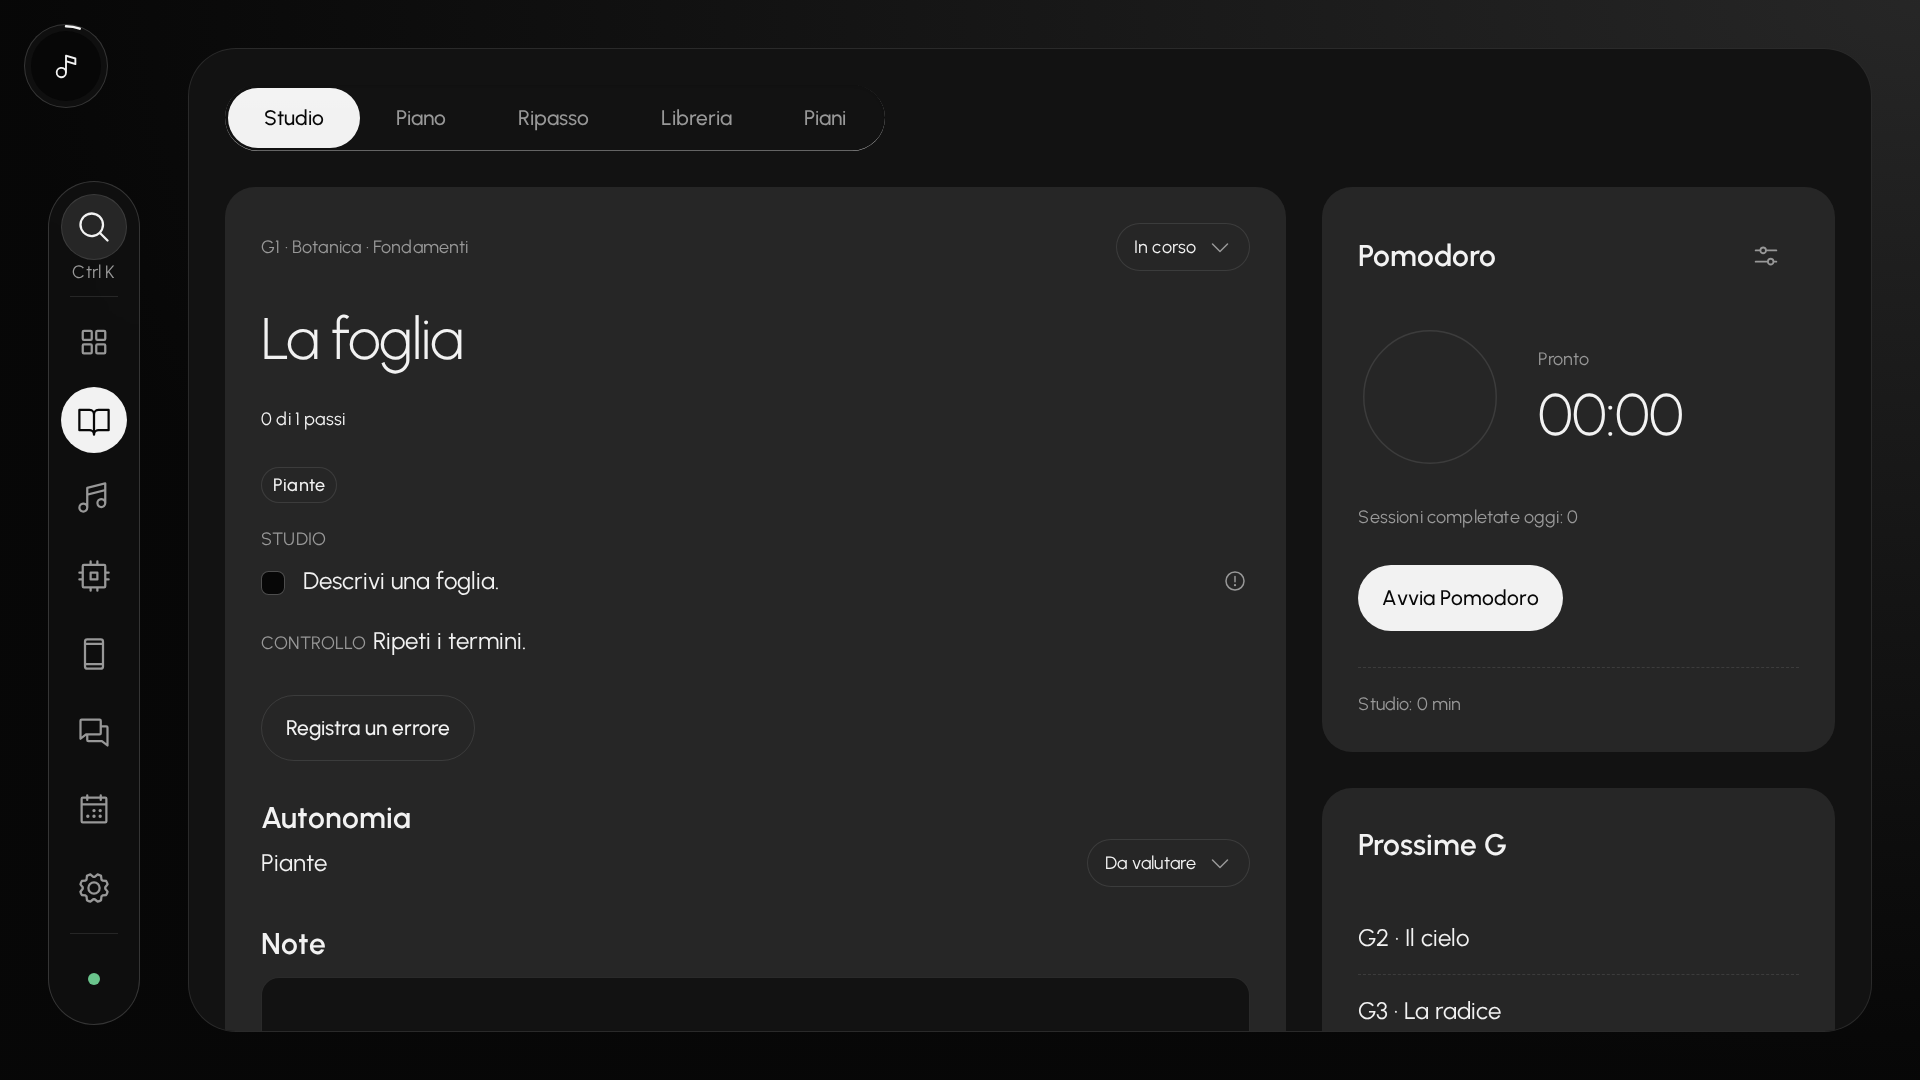 Ctrl K
Studio
Piano
Ripasso
Libreria
Piani
G1 · Botanica · Fondamenti
In corso
La foglia
0 di 1 passi
Piante
STUDIO
Descrivi una foglia.
CONTROLLO Ripeti i termini.
Registra un errore
Autonomia
Piante
Da valutare
Note
Pomodoro
Pronto
00:00
Sessioni completate oggi: 0
Avvia Pomodoro
Studio: 0 min
Prossime G
G2 · Il cielo
G3 · La radice